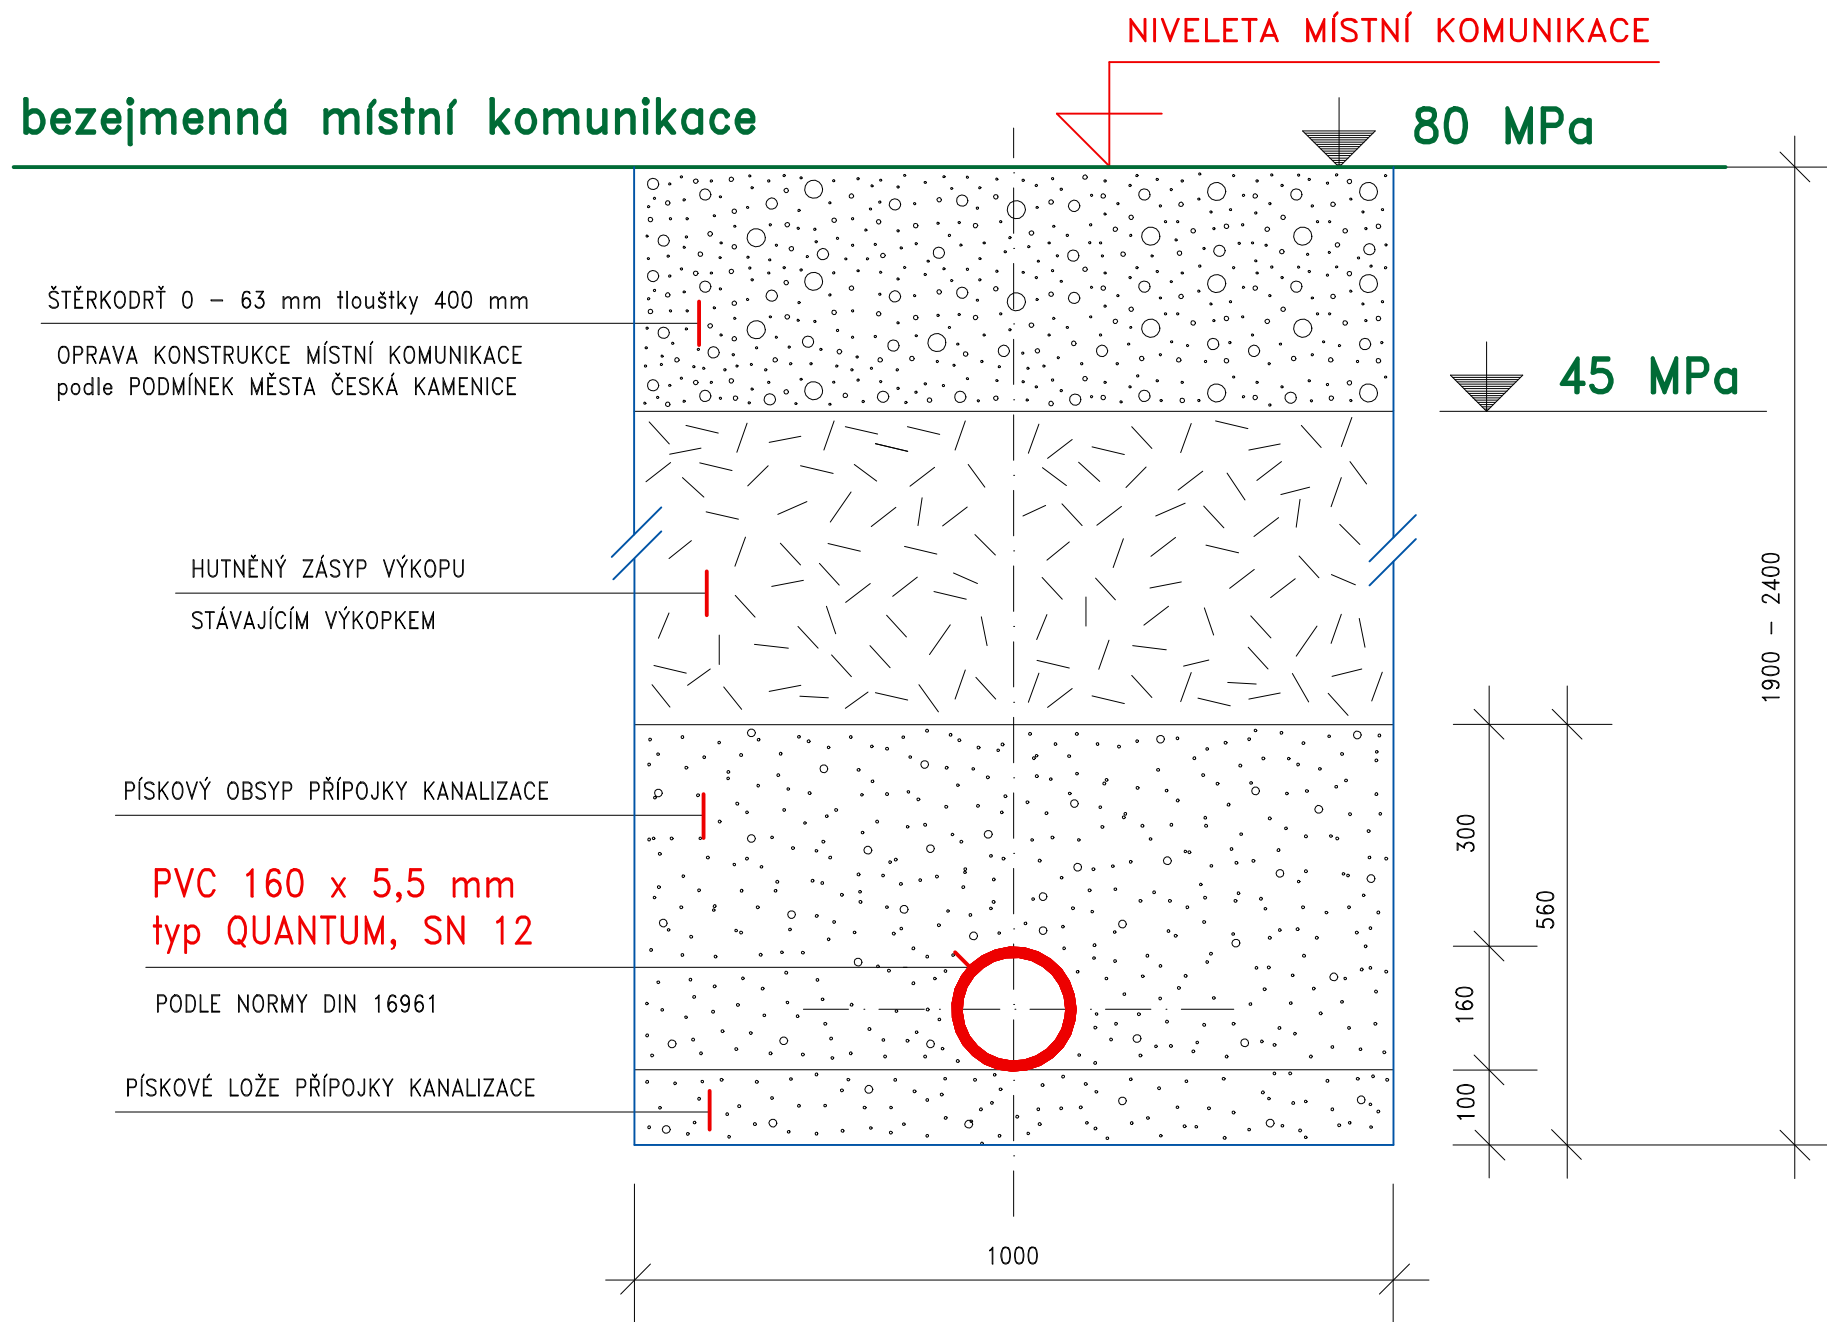 NIVELETA MÍSTNÍ KOMUNIKACE
bezejmenná místní komunikace
80 MPa
ŠTĚRKODRŤ 0 – 63 mm tloušťky 400 mm
OPRAVA KONSTRUKCE MÍSTNÍ KOMUNIKACE
podle PODMÍNEK MĚSTA ČESKÁ KAMENICE
45 MPa
HUTNĚNÝ ZÁSYP VÝKOPU
STÁVAJÍCÍM VÝKOPKEM
1900 – 2400
PÍSKOVÝ OBSYP PŘÍPOJKY KANALIZACE
300
PVC 160 x 5,5 mm
typ QUANTUM, SN 12
560
PODLE NORMY DIN 16961
160
PÍSKOVÉ LOŽE PŘÍPOJKY KANALIZACE
100
1000